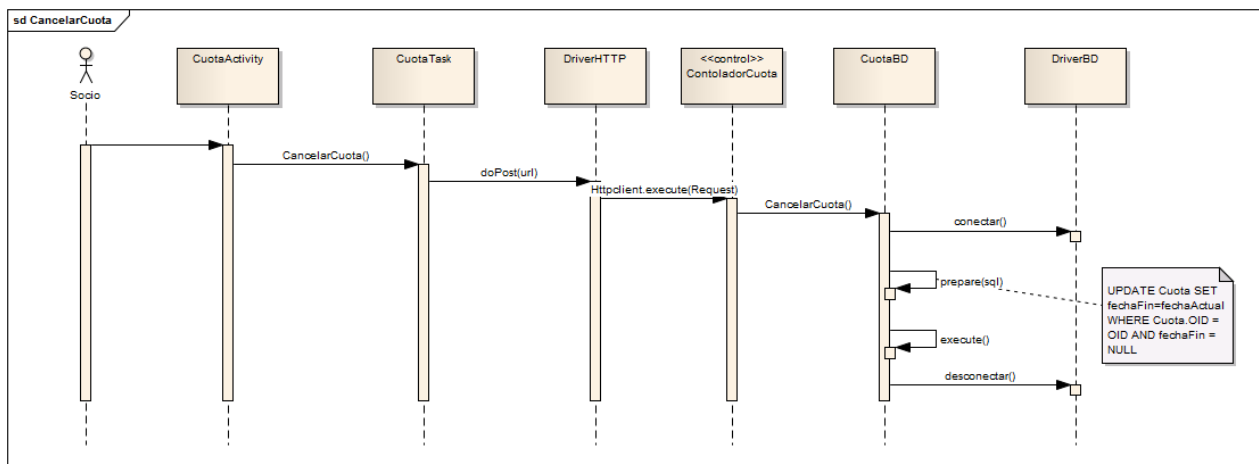 sd CancelarCuota
Socio
CuotaActivity
CuotaTask
DriverHTTP
<<control>>
ContoladorCuota
CuotaBD
DriverBD
CancelarCuota()
doPost(url)
Httpclient.execute(Request)
CancelarCuota()
conectar()
prepare(sql)
UPDATE Cuota SET
fechaFin=fechaActual
WHERE Cuota.OID =
OID AND fechaFin =
NULL
execute()
desconectar()